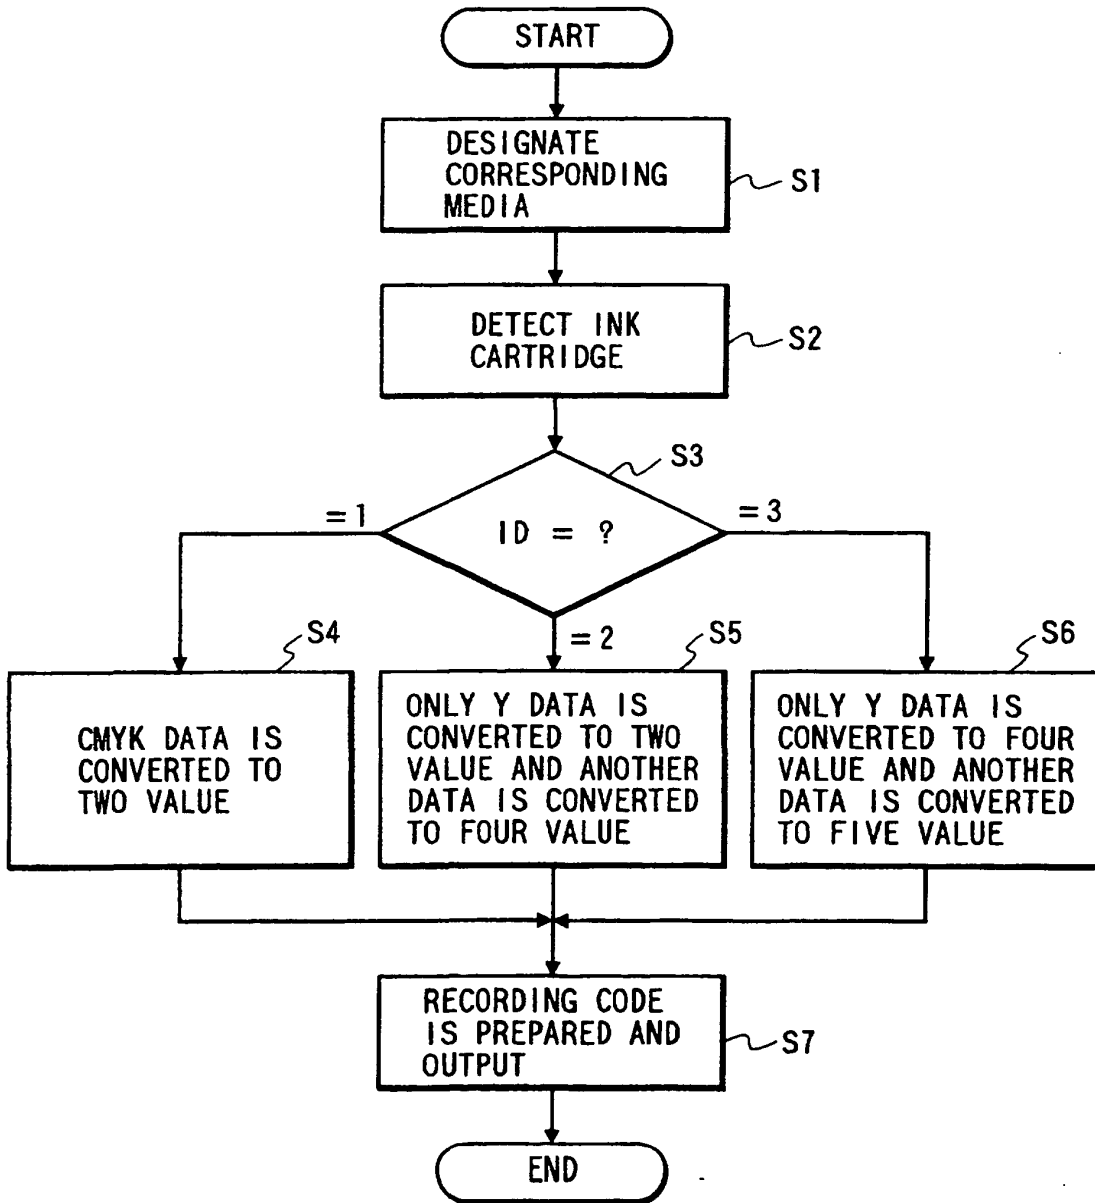 START
DESIGNATE
CORRESPONDING
MEDIA
S1
DETECT INK
CARTRIDGE
S2
S3
ID = ?
=1
=3
=2
S4
CMYK DATA IS
CONVERTED TO
TWO VALUE
S5
ONLY Y DATA IS
CONVERTED TO TWO
VALUE AND ANOTHER
DATA IS CONVERTED
TO FOUR VALUE
S6
ONLY Y DATA IS
CONVERTED TO FOUR
VALUE AND ANOTHER
DATA IS CONVERTED
TO FIVE VALUE
RECORDING CODE
IS PREPARED AND
OUTPUT
S7
END